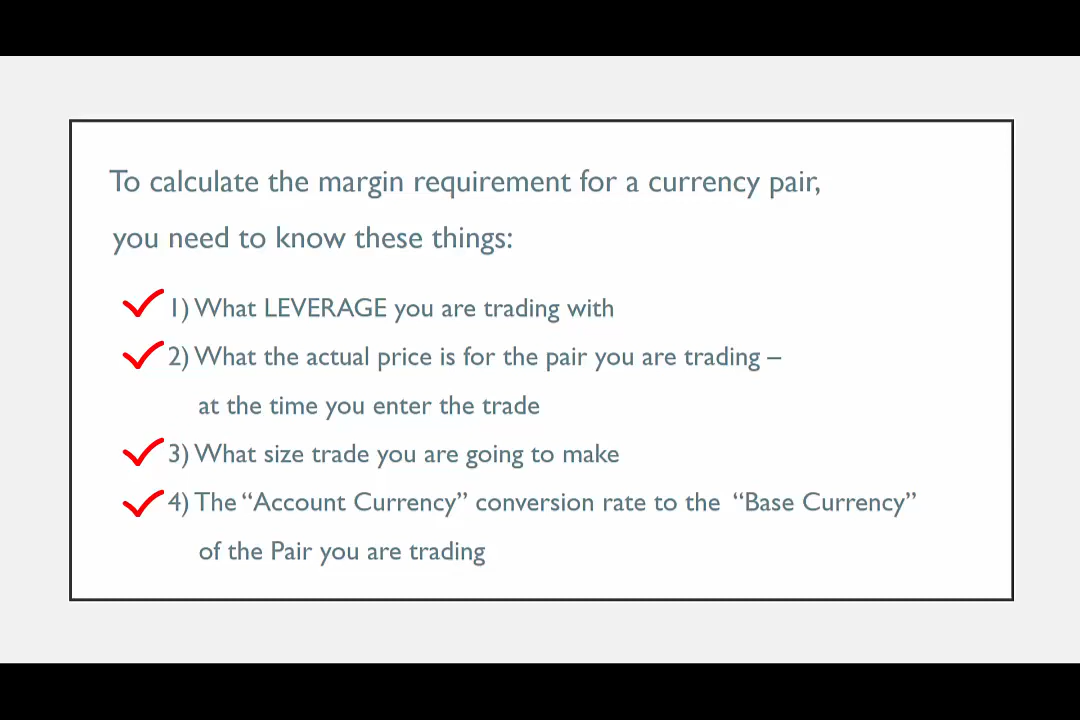 To calculate the margin requirement for a currency pair,
you need to know these things:
1) What LEVERAGE you are trading with
2) What the actual price is for the pair you are trading –
at the time you enter the trade
3) What size trade you are going to make
4) The “Account Currency” conversion rate to the “Base Currency”
of the Pair you are trading